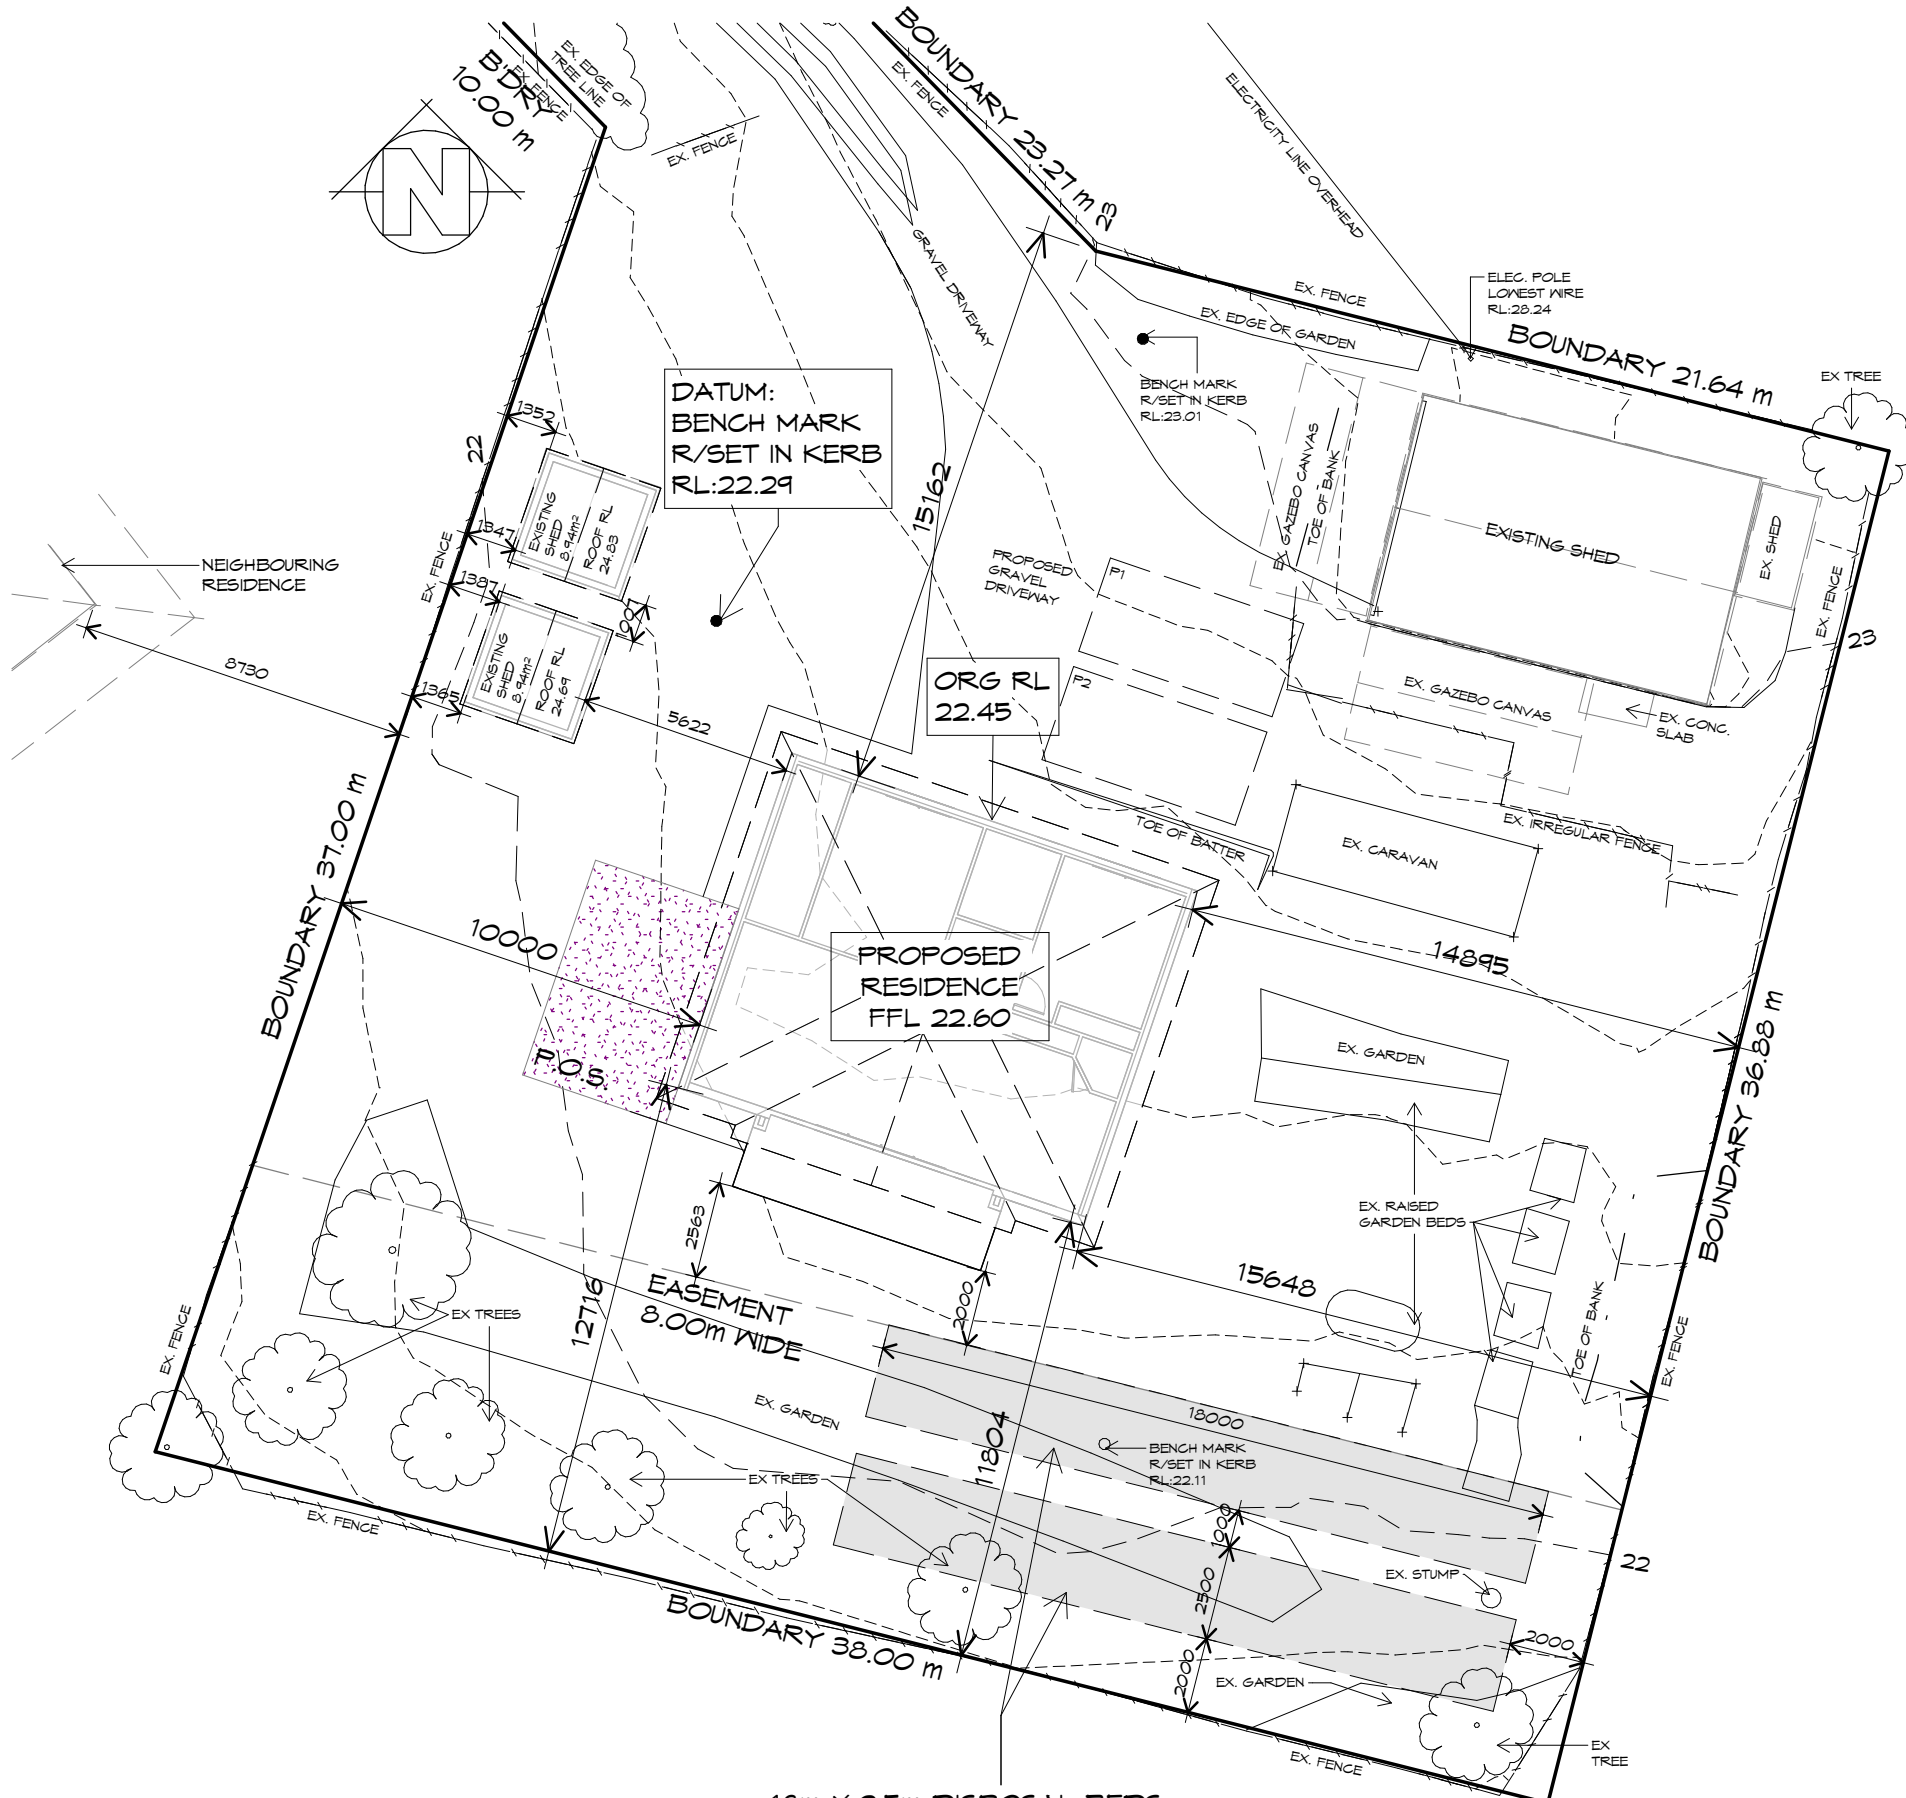 BOUNDARY 23.27 m
EX. FENCE
EX. EDGE OF
TREE LINE
B'DRY
10.00 m
EX. FENCE
EX. FENCE
N
ELECTRICITY LINE OVERHEAD
23
GRAVEL DRIVEWAY
ELEC. POLE
LOWEST WIRE
RL:28.24
EX. FENCE
EX. EDGE OF GARDEN
BOUNDARY 21.64 m
EX TREE
BENCH MARK
R/SET IN KERB
RL:23.01
DATUM:
BENCH MARK
R/SET IN KERB
RL:22.29
1352
22
15162
EX. GAZEBO CANVAS
TOE OF BANK
EXISTING
SHED
8.94m²
ROOF RL
24.83
1347
EX. FENCE
1387
EXISTING SHED
EX. SHED
EX. FENCE
23
NEIGHBOURING
RESIDENCE
PROPOSED
GRAVEL
DRIVEWAY
P1
P2
EXISTING
SHED
8.94m²
ROOF RL
24.69
8730
1365
5622
ORG RL
22.45
EX. GAZEBO CANVAS
EX. CONC.
SLAB
BOUNDARY 37.00 m
TOE OF BATTER
EX. CARAVAN
EX. IRREGULAR FENCE
10000
PROPOSED
RESIDENCE
FFL 22.60
14895
P.O.S.
EX. GARDEN
BOUNDARY 36.88 m
EX. RAISED
GARDEN BEDS
2563
EASEMENT
8.00m WIDE
12716
2000
15648
TOE OF BANK
EX. FENCE
EX TREES
EX. FENCE
EX. GARDEN
18000
11804
BENCH MARK
R/SET IN KERB
RL:22.11
EX TREES
1000
2500
2000
EX. FENCE
22
EX. STUMP
2000
BOUNDARY 38.00 m
EX. GARDEN
EX. FENCE
EX
TREE